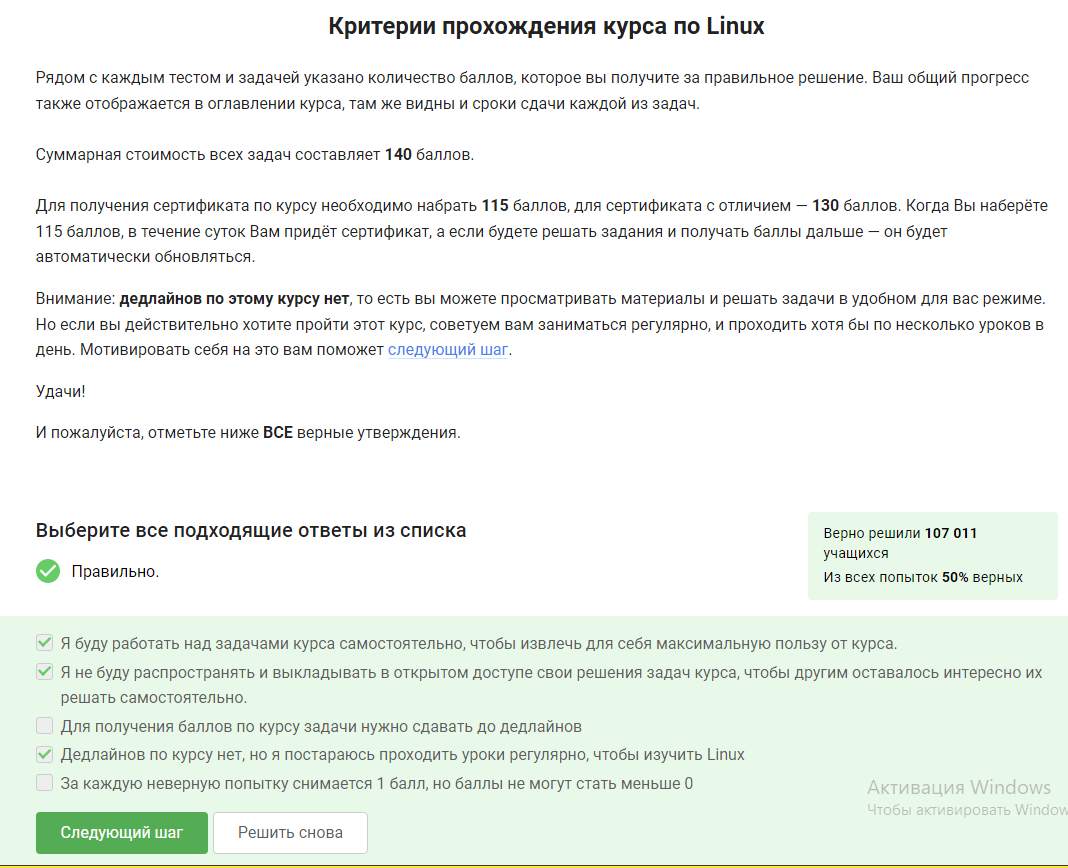 Критерии прохождения курса по Linux
Рядом с каждым тестом и задачей указано количество баллов, которое вы получите за правильное решение. Ваш общий прогресс
также отображается в оглавлении курса, там же видны и сроки сдачи каждой из задач.
Суммарная стоимость всех задач составляет 140 баллов.
Для получения сертификата по курсу необходимо набрать 115 баллов, для сертификата с отличием — 130 баллов. Когда Вы наберёте
115 баллов, в течение суток Вам придёт сертификат, а если будете решать задания и получать баллы дальше — он будет
автоматически обновляться.
Внимание: дедлайнов по этому курсу нет, то есть вы можете просматривать материалы и решать задачи в удобном для вас режиме.
Но если вы действительно хотите пройти этот курс, советуем вам заниматься регулярно, и проходить хотя бы по несколько уроков в
день. Мотивировать себя на это вам поможет следующий шаг.
Удачи!
И пожалуйста, отметьте ниже ВСЕ верные утверждения.
Выберите все подходящие ответы из списка
Верно решили 107 011
учащихся
Из всех попыток 50% верных
Правильно.
Я буду работать над задачами курса самостоятельно, чтобы извлечь для себя максимальную пользу от курса.
Я не буду распространять и выкладывать в открытом доступе свои решения задач курса, чтобы другим оставалось интересно их
решать самостоятельно.
Для получения баллов по курсу задачи нужно сдавать до дедлайнов
Дедлайнов по курсу нет, но я постараюсь проходить уроки регулярно, чтобы изучить Linux
За каждую неверную попытку снимается 1 балл, но баллы не могут стать меньше 0
Активация Windows
Чтобы активировать Window
Следующий шаг
Решить снова